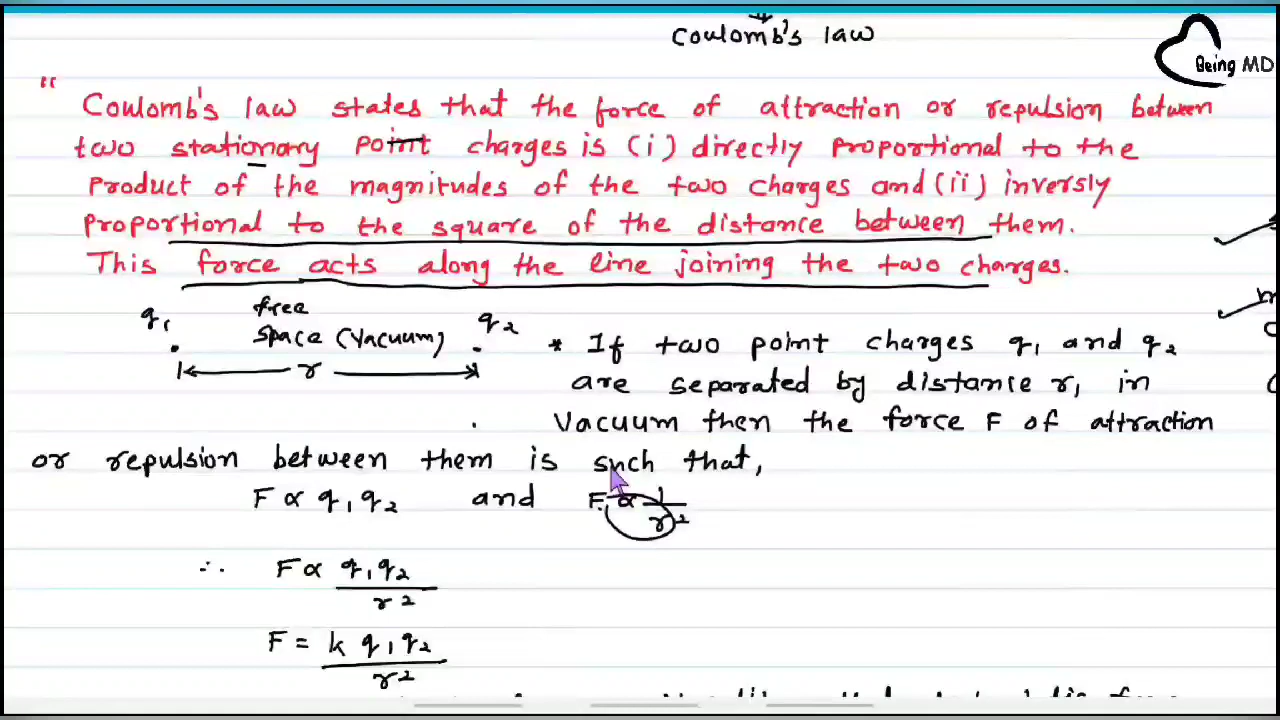 Coulomb's law
Being MD
"Coulomb's law states that the force of attraction or repulsion between
two stationary point charges is (i) directly proportional to the
product of the magnitudes of the two charges and (ii) inversly
proportional to the square of the distance between them.
This force acts along the line joining the two charges.
q₁ free space (Vacuum) q₂
r
* If two point charges q₁ and q₂
are separated by distance r, in
Vacuum then the force F of attraction
or repulsion between them is such that,
F ∝ q₁q₂ and F ∝ 1/r²
∴ F ∝ q₁q₂/r²
F = k q₁q₂/r²